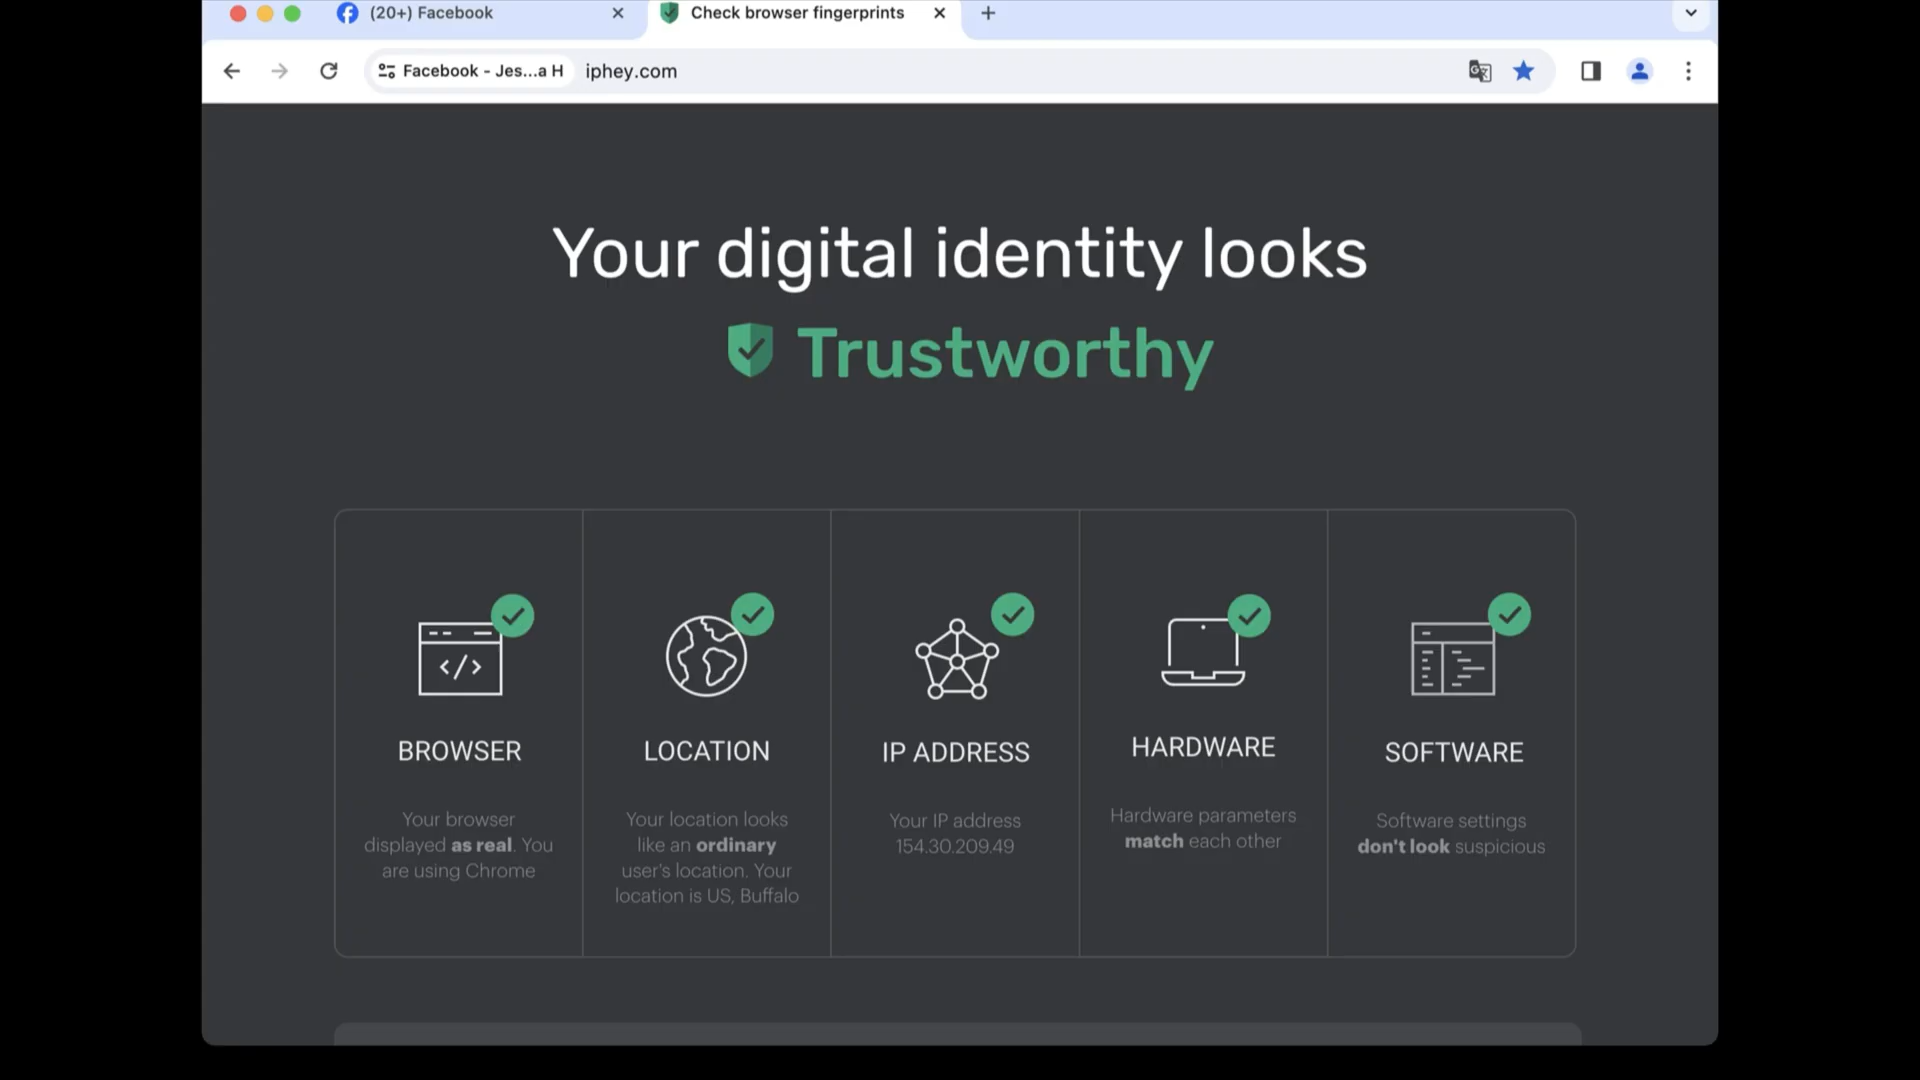 (20+) Facebook
Check browser fingerprints
Facebook - Jes...a H
iphey.com
Your digital identity looks
Trustworthy
BROWSER
Your browser
displayed as real. You
are using Chrome
LOCATION
Your location looks
like an ordinary
user's location. Your
location is US, Buffalo
IP ADDRESS
Your IP address
154.30.209.49
HARDWARE
Hardware parameters
match each other
SOFTWARE
Software settings
don't look suspicious